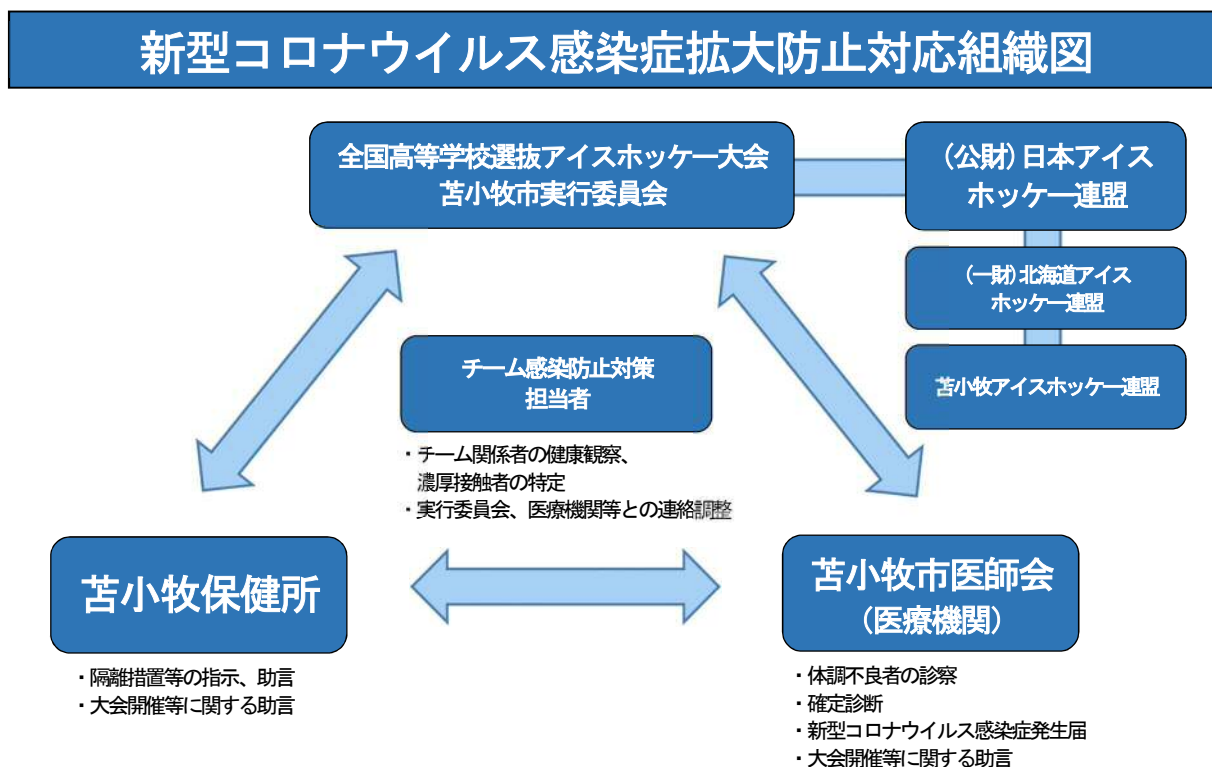 新型コロナウイルス感染症拡大防止対応組織図
全国高等学校選抜アイスホッケー大会
苫小牧市実行委員会
(公財)日本アイス
ホッケー連盟
(一財)北海道アイス
ホッケー連盟
苫小牧アイスホッケー連盟
チーム感染防止対策
担当者
・チーム関係者の健康観察、
濃厚接触者の特定
・実行委員会、医療機関等との連絡調整
苫小牧保健所
・隔離措置等の指示、助言
・大会開催等に関する助言
苫小牧市医師会
(医療機関)
・体調不良者の診察
・確定診断
・新型コロナウイルス感染症発生届
・大会開催等に関する助言